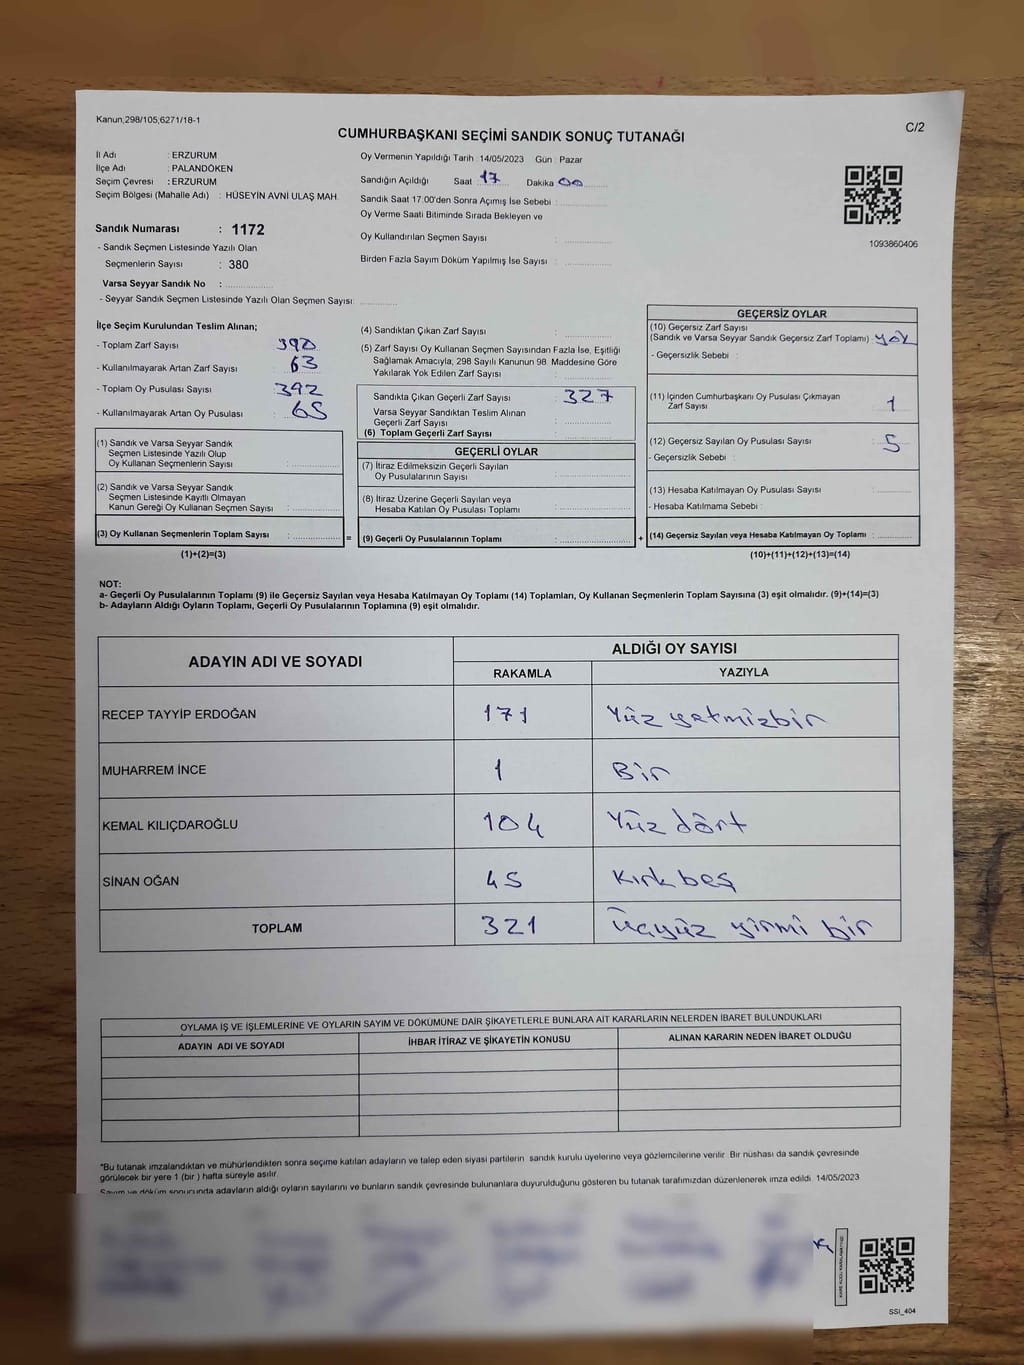 Kanun,298/105,6271/18-1
C/2
CUMHURBAŞKANI SEÇİMİ SANDIK SONUÇ TUTANAĞI
İl Adı : ERZURUM
İlçe Adı : PALANDÖKEN
Seçim Çevresi : ERZURUM
Seçim Bölgesi (Mahalle Adı) : HÜSEYİN AVNİ ULAŞ MAH.
Sandık Numarası : 1172
- Sandık Seçmen Listesinde Yazılı Olan
Seçmenlerin Sayısı : 380
Varsa Seyyar Sandık No :
- Seyyar Sandık Seçmen Listesinde Yazılı Olan Seçmen Sayısı:
Oy Vermenin Yapıldığı Tarih : 14/05/2023 Gün : Pazar
Sandığın Açıldığı Saat 17 Dakika 00
Sandık Saat 17:00'den Sonra Açımış İse Sebebi :
Oy Verme Saati Bitiminde Sırada Bekleyen ve
Oy Kullandırılan Seçmen Sayısı :
Birden Fazla Sayım Döküm Yapılmış İse Sayısı :
1093860406
İlçe Seçim Kurulundan Teslim Alınan;
- Toplam Zarf Sayısı : 390
- Kullanılmayarak Artan Zarf Sayısı : 63
- Toplam Oy Pusulası Sayısı : 392
- Kullanılmayarak Artan Oy Pusulası : 65
(1) Sandık ve Varsa Seyyar Sandık
Seçmen Listesinde Yazılı Olup
Oy Kullanan Seçmenlerin Sayısı :
(2) Sandık ve Varsa Seyyar Sandık
Seçmen Listesinde Kayıtlı Olmayan
Kanun Gereği Oy Kullanan Seçmen Sayısı :
(3) Oy Kullanan Seçmenlerin Toplam Sayısı :
(1)+(2)=(3)
(4) Sandıktan Çıkan Zarf Sayısı :
(5) Zarf Sayısı Oy Kullanan Seçmen Sayısından Fazla İse, Eşitliği
Sağlamak Amacıyla, 298 Sayılı Kanunun 98. Maddesine Göre
Yakılarak Yok Edilen Zarf Sayısı :
Sandıkta Çıkan Geçerli Zarf Sayısı : 327
Varsa Seyyar Sandıktan Teslim Alınan
Geçerli Zarf Sayısı :
(6) Toplam Geçerli Zarf Sayısı :
GEÇERLİ OYLAR
(7) İtiraz Edilmeksizin Geçerli Sayılan
Oy Pusulalarının Sayısı :
(8) İtiraz Üzerine Geçerli Sayılan veya
Hesaba Katılan Oy Pusulası Toplamı :
= (9) Geçerli Oy Pusulalarının Toplamı :
GEÇERSİZ OYLAR
(10) Geçersiz Zarf Sayısı
(Sandık ve Varsa Seyyar Sandık Geçersiz Zarf Toplamı) : yok
- Geçersizlik Sebebi :
(11) İçinden Cumhurbaşkanı Oy Pusulası Çıkmayan
Zarf Sayısı : 1
(12) Geçersiz Sayılan Oy Pusulası Sayısı : 5
- Geçersizlik Sebebi :
(13) Hesaba Katılmayan Oy Pusulası Sayısı :
- Hesaba Katılmama Sebebi :
+ (14) Geçersiz Sayılan veya Hesaba Katılmayan Oy Toplamı :
(10)+(11)+(12)+(13)=(14)
NOT:
a- Geçerli Oy Pusulalarının Toplamı (9) ile Geçersiz Sayılan veya Hesaba Katılmayan Oy Toplamı (14) Toplamları, Oy Kullanan Seçmenlerin Toplam Sayısına (3) eşit olmalıdır. (9)+(14)=(3)
b- Adayların Aldığı Oyların Toplamı, Geçerli Oy Pusulalarının Toplamına (9) eşit olmalıdır.
ADAYIN ADI VE SOYADI
ALDIĞI OY SAYISI
RAKAMLA YAZIYLA
RECEP TAYYİP ERDOĞAN 171 Yüz yetmişbir
MUHARREM İNCE 1 Bir
KEMAL KILIÇDAROĞLU 104 Yüz dört
SİNAN OĞAN 45 Kırk beş
TOPLAM 321 Üçyüz yirmi bir
OYLAMA İŞ VE İŞLEMLERİNE VE OYLARIN SAYIM VE DÖKÜMÜNE DAİR ŞİKAYETLERLE BUNLARA AİT KARARLARIN NELERDEN İBARET BULUNDUKLARI
ADAYIN ADI VE SOYADI İHBAR İTİRAZ VE ŞİKAYETİN KONUSU ALINAN KARARIN NEDEN İBARET OLDUĞU
*Bu tutanak imzalandıktan ve mühürlendikten sonra seçime katılan adayların ve talep eden siyasi partilerin sandık kurulu üyelerine veya gözlemcilerine verilir. Bir nüshası da sandık çevresinde
görülecek bir yere 1 (bir ) hafta süreyle asılır.
Sayım ve döküm sonucunda adayların aldığı oyların sayılarını ve bunların sandık çevresinde bulunanlara duyurulduğunu gösteren bu tutanak tarafımızdan düzenlenerek imza edildi. 14/05/2023
SSI_404